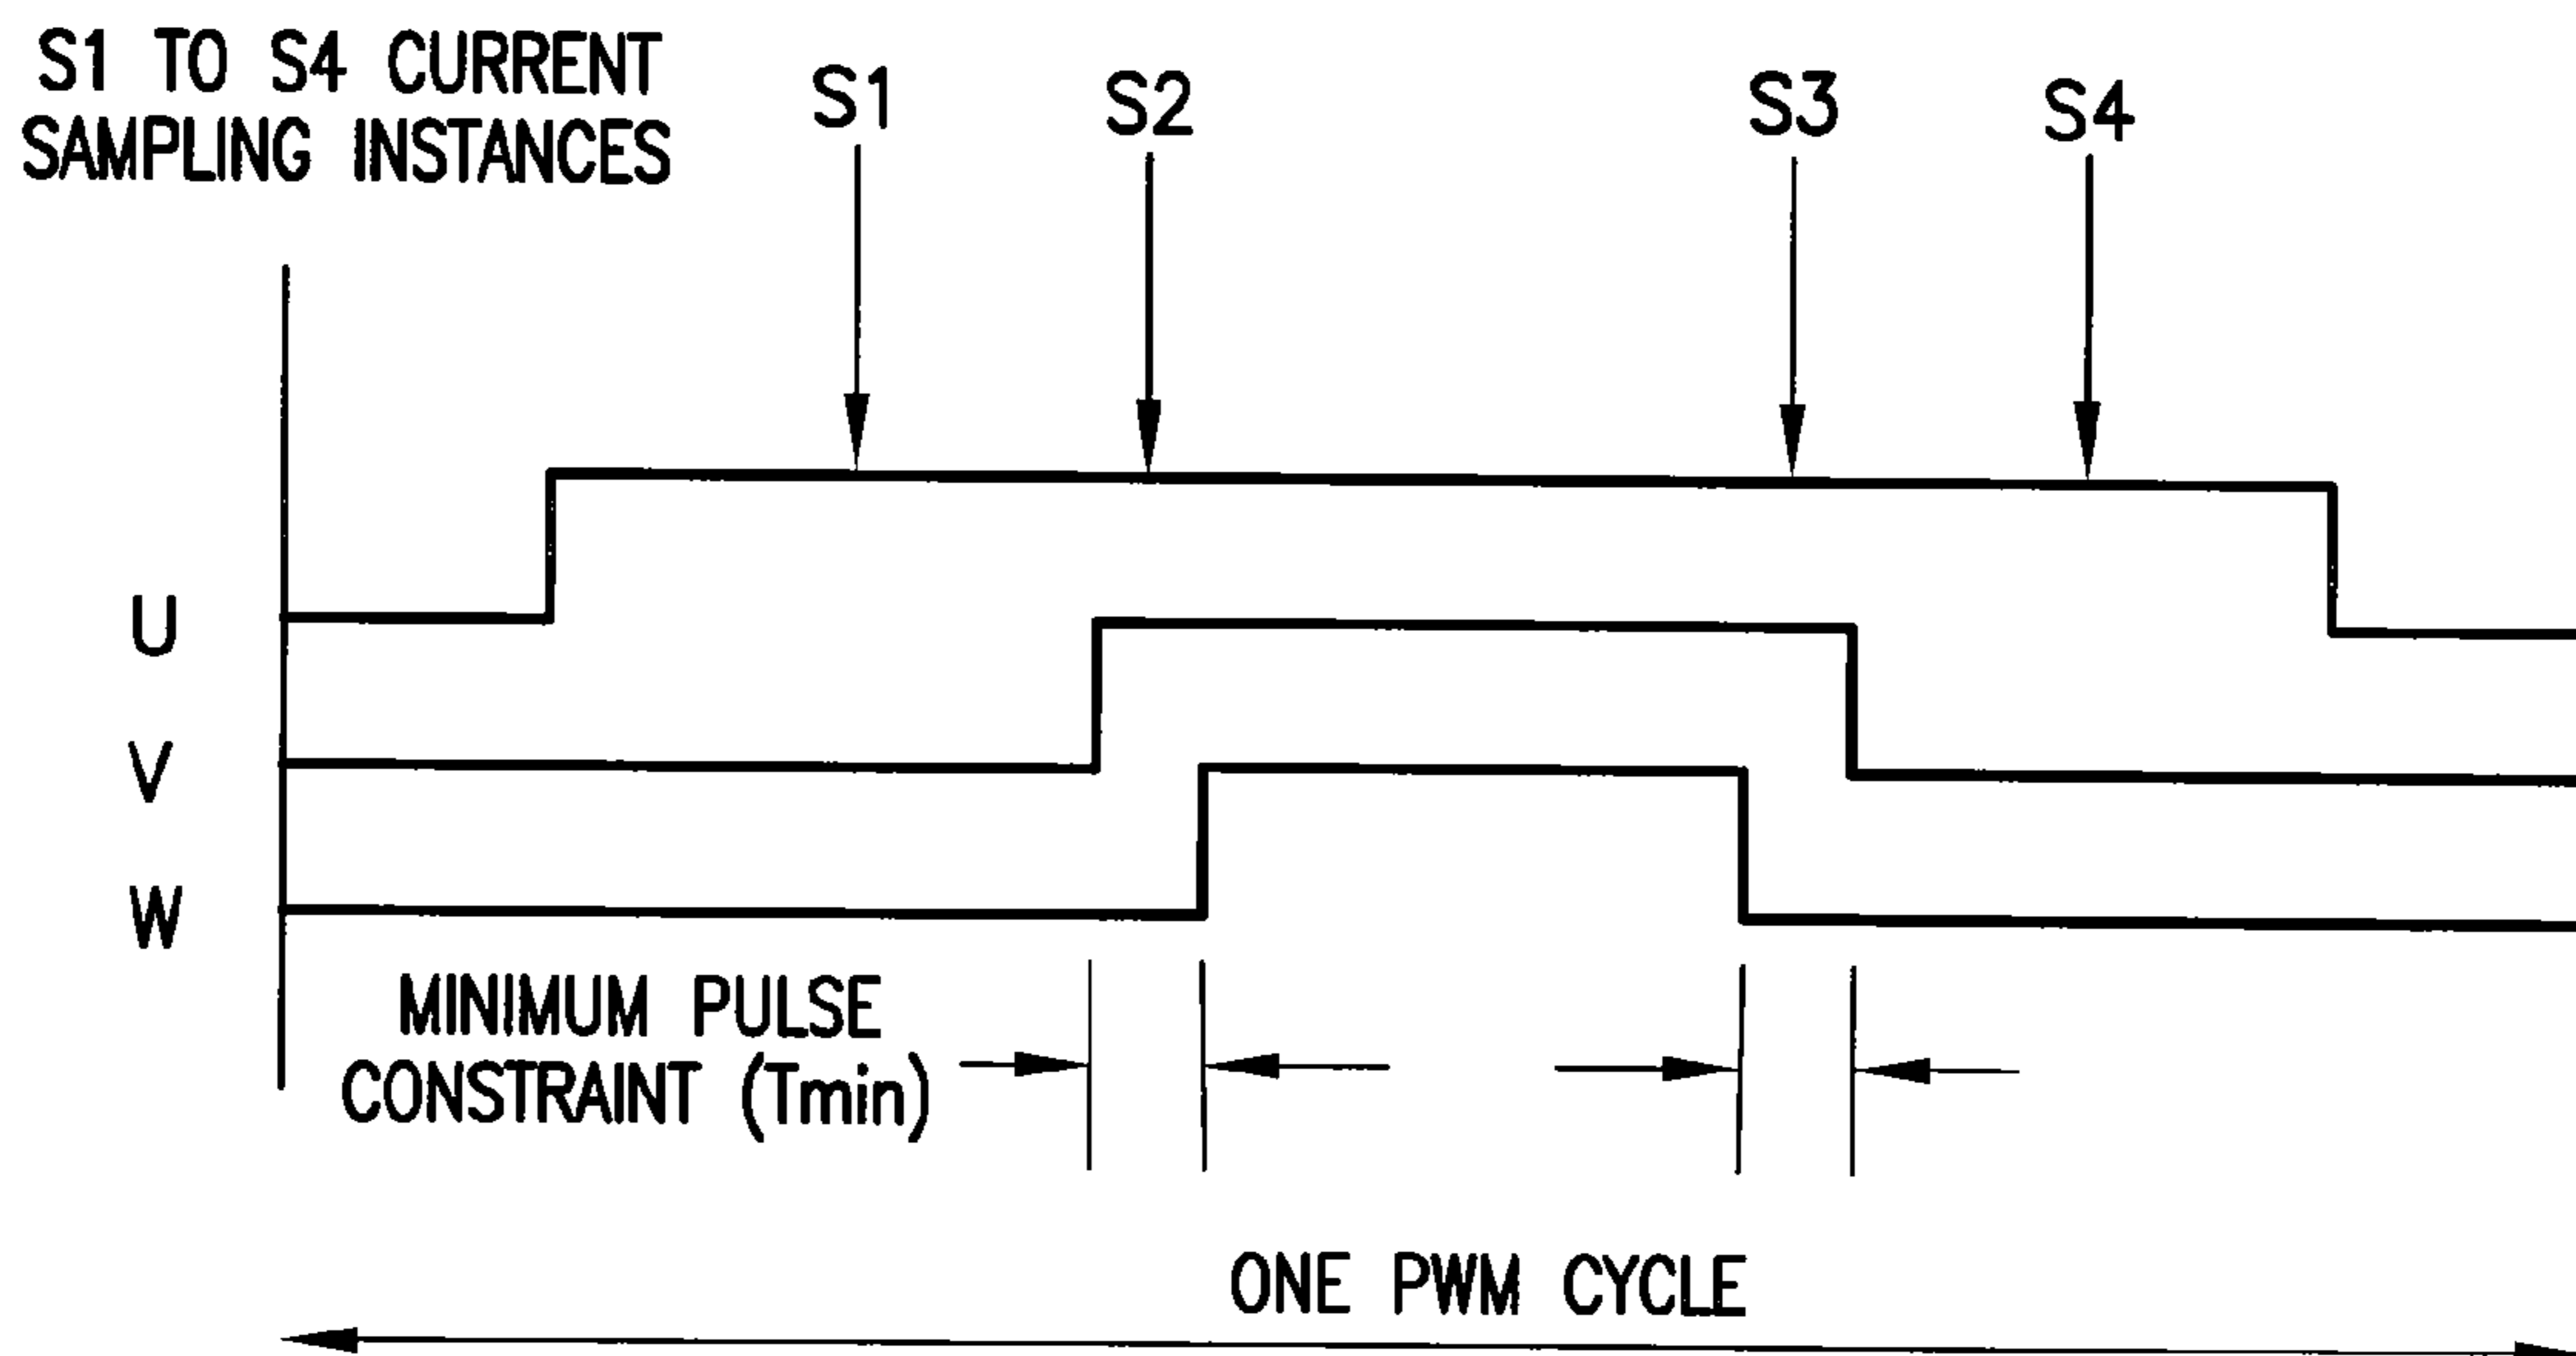 S1 TO S4 CURRENT
SAMPLING INSTANCES
S1
S2
S3
S4
U
V
W
MINIMUM PULSE
CONSTRAINT (Tmin)
ONE PWM CYCLE